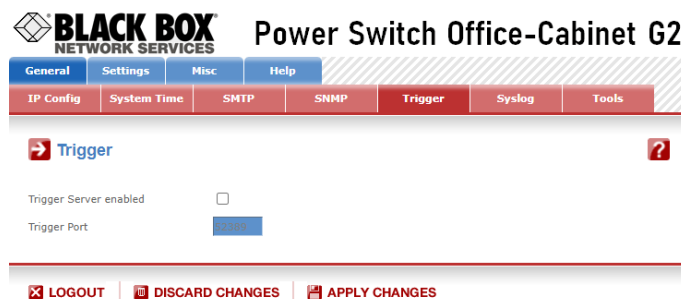 BLACK BOX
NETWORK SERVICES
Power Switch Office-Cabinet G2
General Settings Misc Help
IP Config System Time SMTP SNMP Trigger Syslog Tools
Trigger
?
Trigger Server enabled
Trigger Port
LOGOUT DISCARD CHANGES APPLY CHANGES